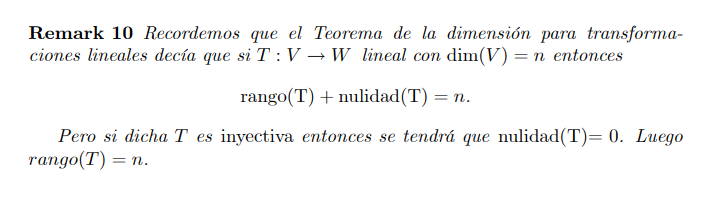 Remark 10 Recordemos que el Teorema de la dimensión para transforma-
ciones lineales decía que si T : V → W lineal con dim(V) = n entonces
rango(T) + nulidad(T) = n.
Pero si dicha T es inyectiva entonces se tendrá que nulidad(T)= 0. Luego
rango(T) = n.